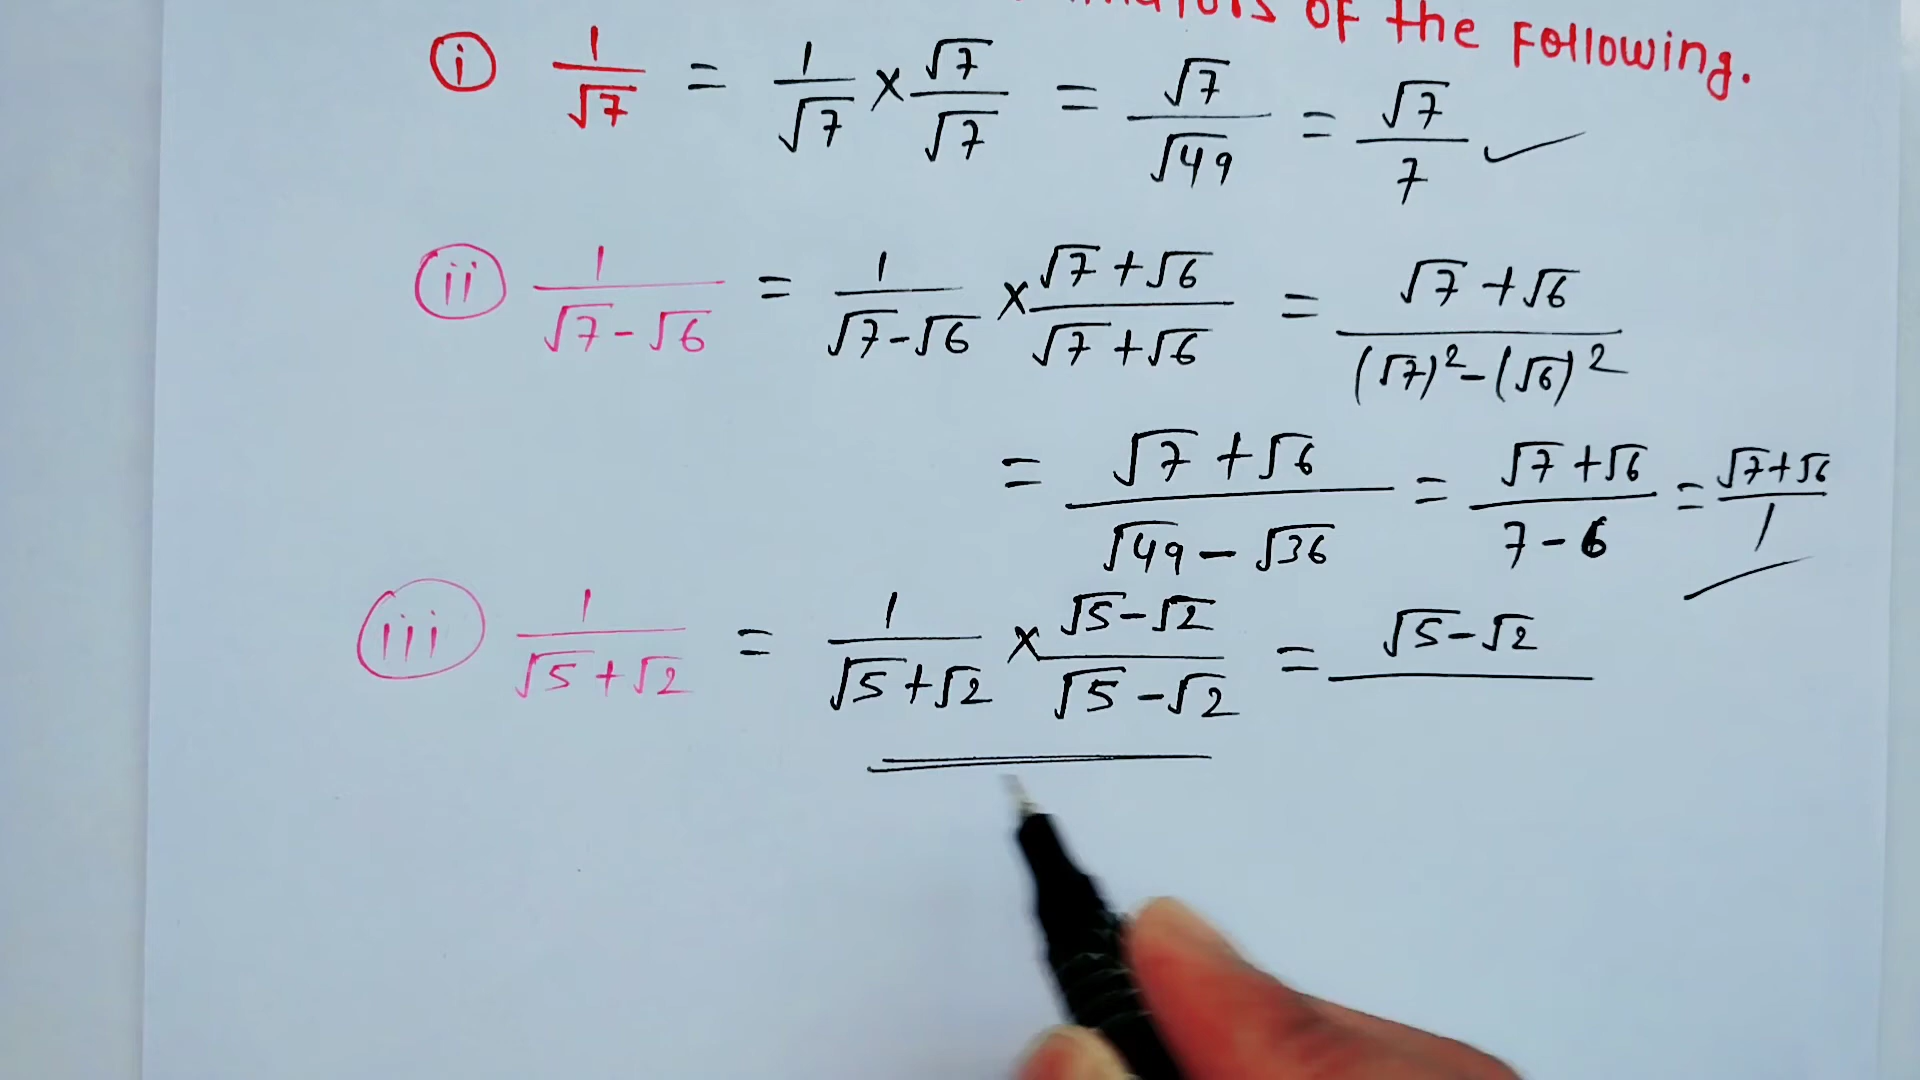 of the Following.
i 1/√7 = 1/√7 × √7/√7 = √7/√49 = √7/7 ✓
ii 1/(√7-√6) = 1/(√7-√6) × (√7+√6)/(√7+√6) = (√7+√6)/((√7)²-(√6)²)
= (√7+√6)/(√49-√36) = (√7+√6)/(7-6) = (√7+√6)/1
iii 1/(√5+√2) = 1/(√5+√2) × (√5-√2)/(√5-√2) = √5-√2